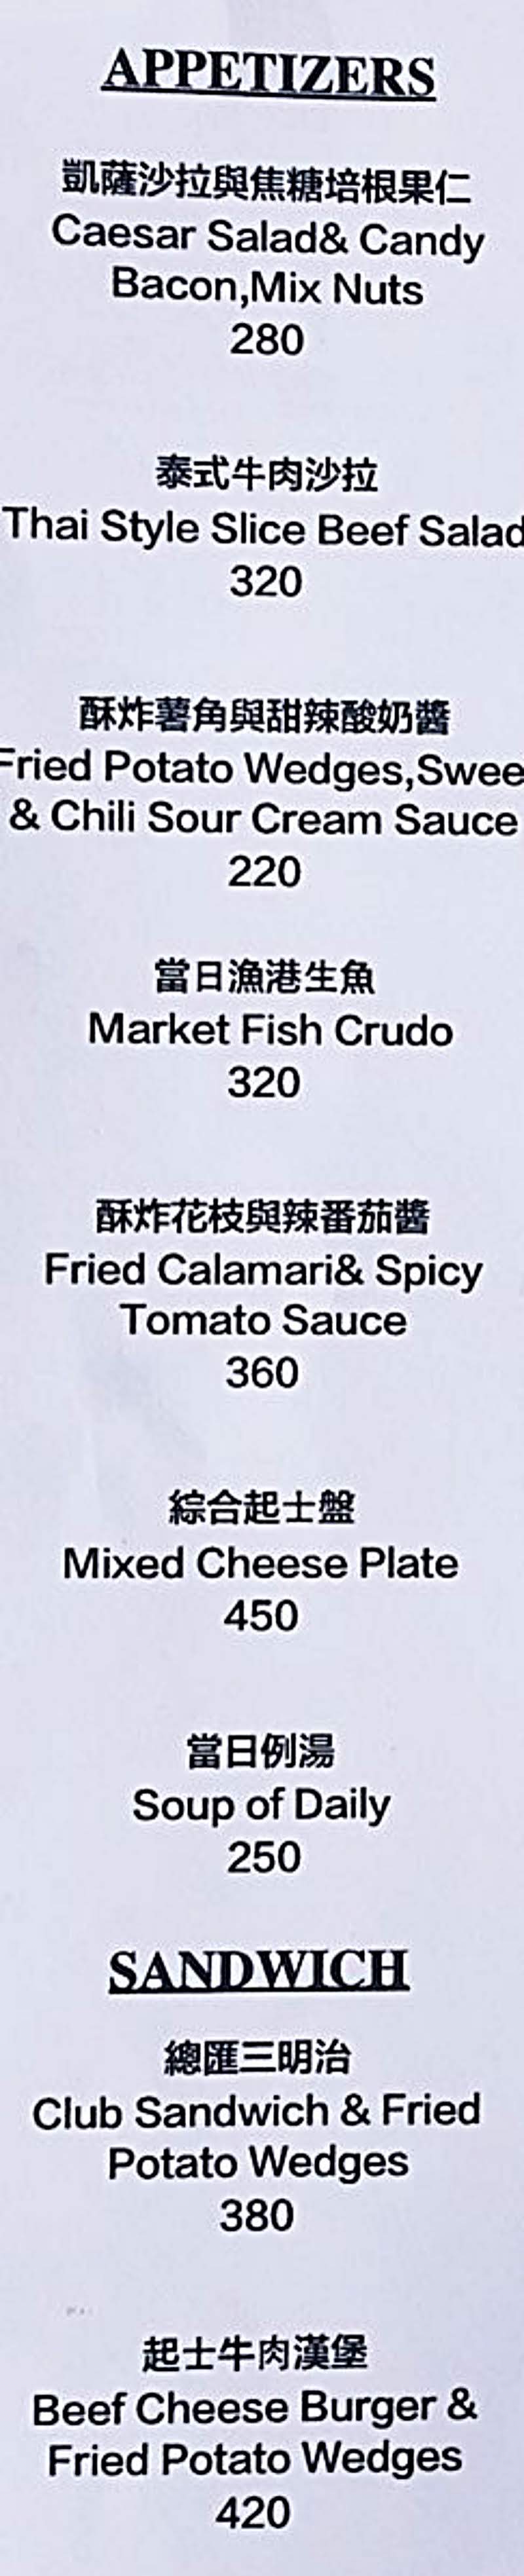 APPETIZERS
凱薩沙拉與焦糖培根果仁
Caesar Salad& Candy
Bacon,Mix Nuts
280
泰式牛肉沙拉
Thai Style Slice Beef Salad
320
酥炸薯角與甜辣酸奶醬
Fried Potato Wedges,Swee
& Chili Sour Cream Sauce
220
當日漁港生魚
Market Fish Crudo
320
酥炸花枝與辣番茄醬
Fried Calamari& Spicy
Tomato Sauce
360
綜合起士盤
Mixed Cheese Plate
450
當日例湯
Soup of Daily
250
SANDWICH
總匯三明治
Club Sandwich & Fried
Potato Wedges
380
起士牛肉漢堡
Beef Cheese Burger &
Fried Potato Wedges
420